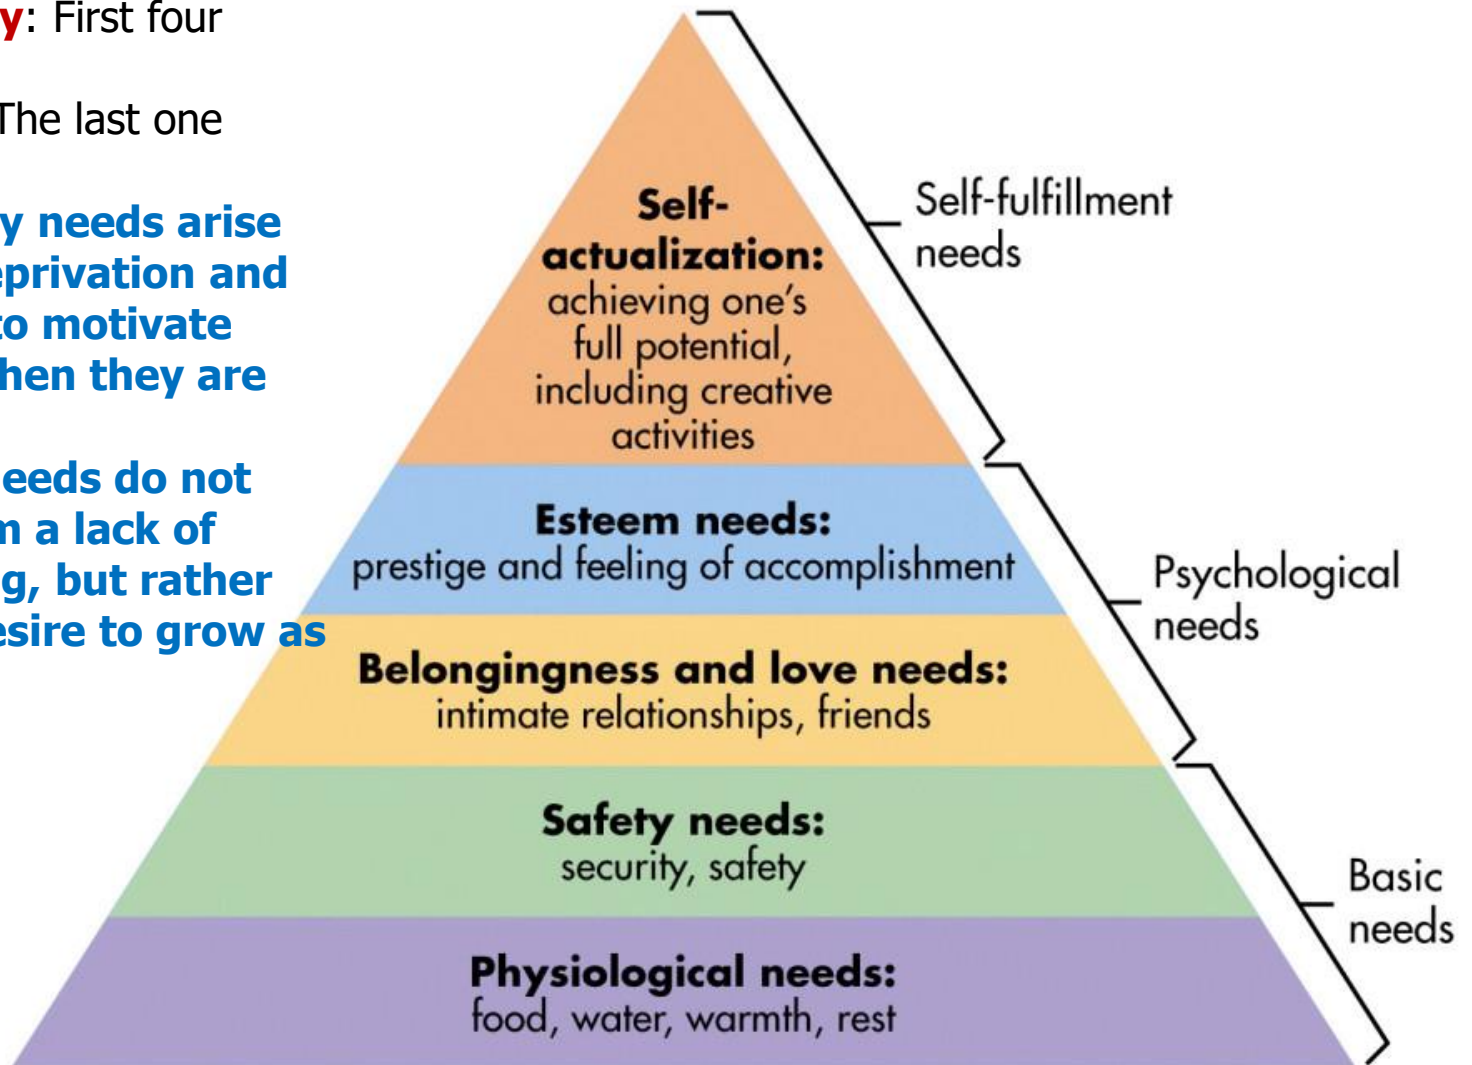 y: First four
The last one
y needs arise
eprivation and
to motivate
hen they are
eeds do not
m a lack of
g, but rather
esire to grow as
Self-
actualization:
achieving one's
full potential,
including creative
activities
Esteem needs:
prestige and feeling of accomplishment
Belongingness and love needs:
intimate relationships, friends
Safety needs:
security, safety
Physiological needs:
food, water, warmth, rest
Self-fulfillment
needs
Psychological
needs
Basic
needs